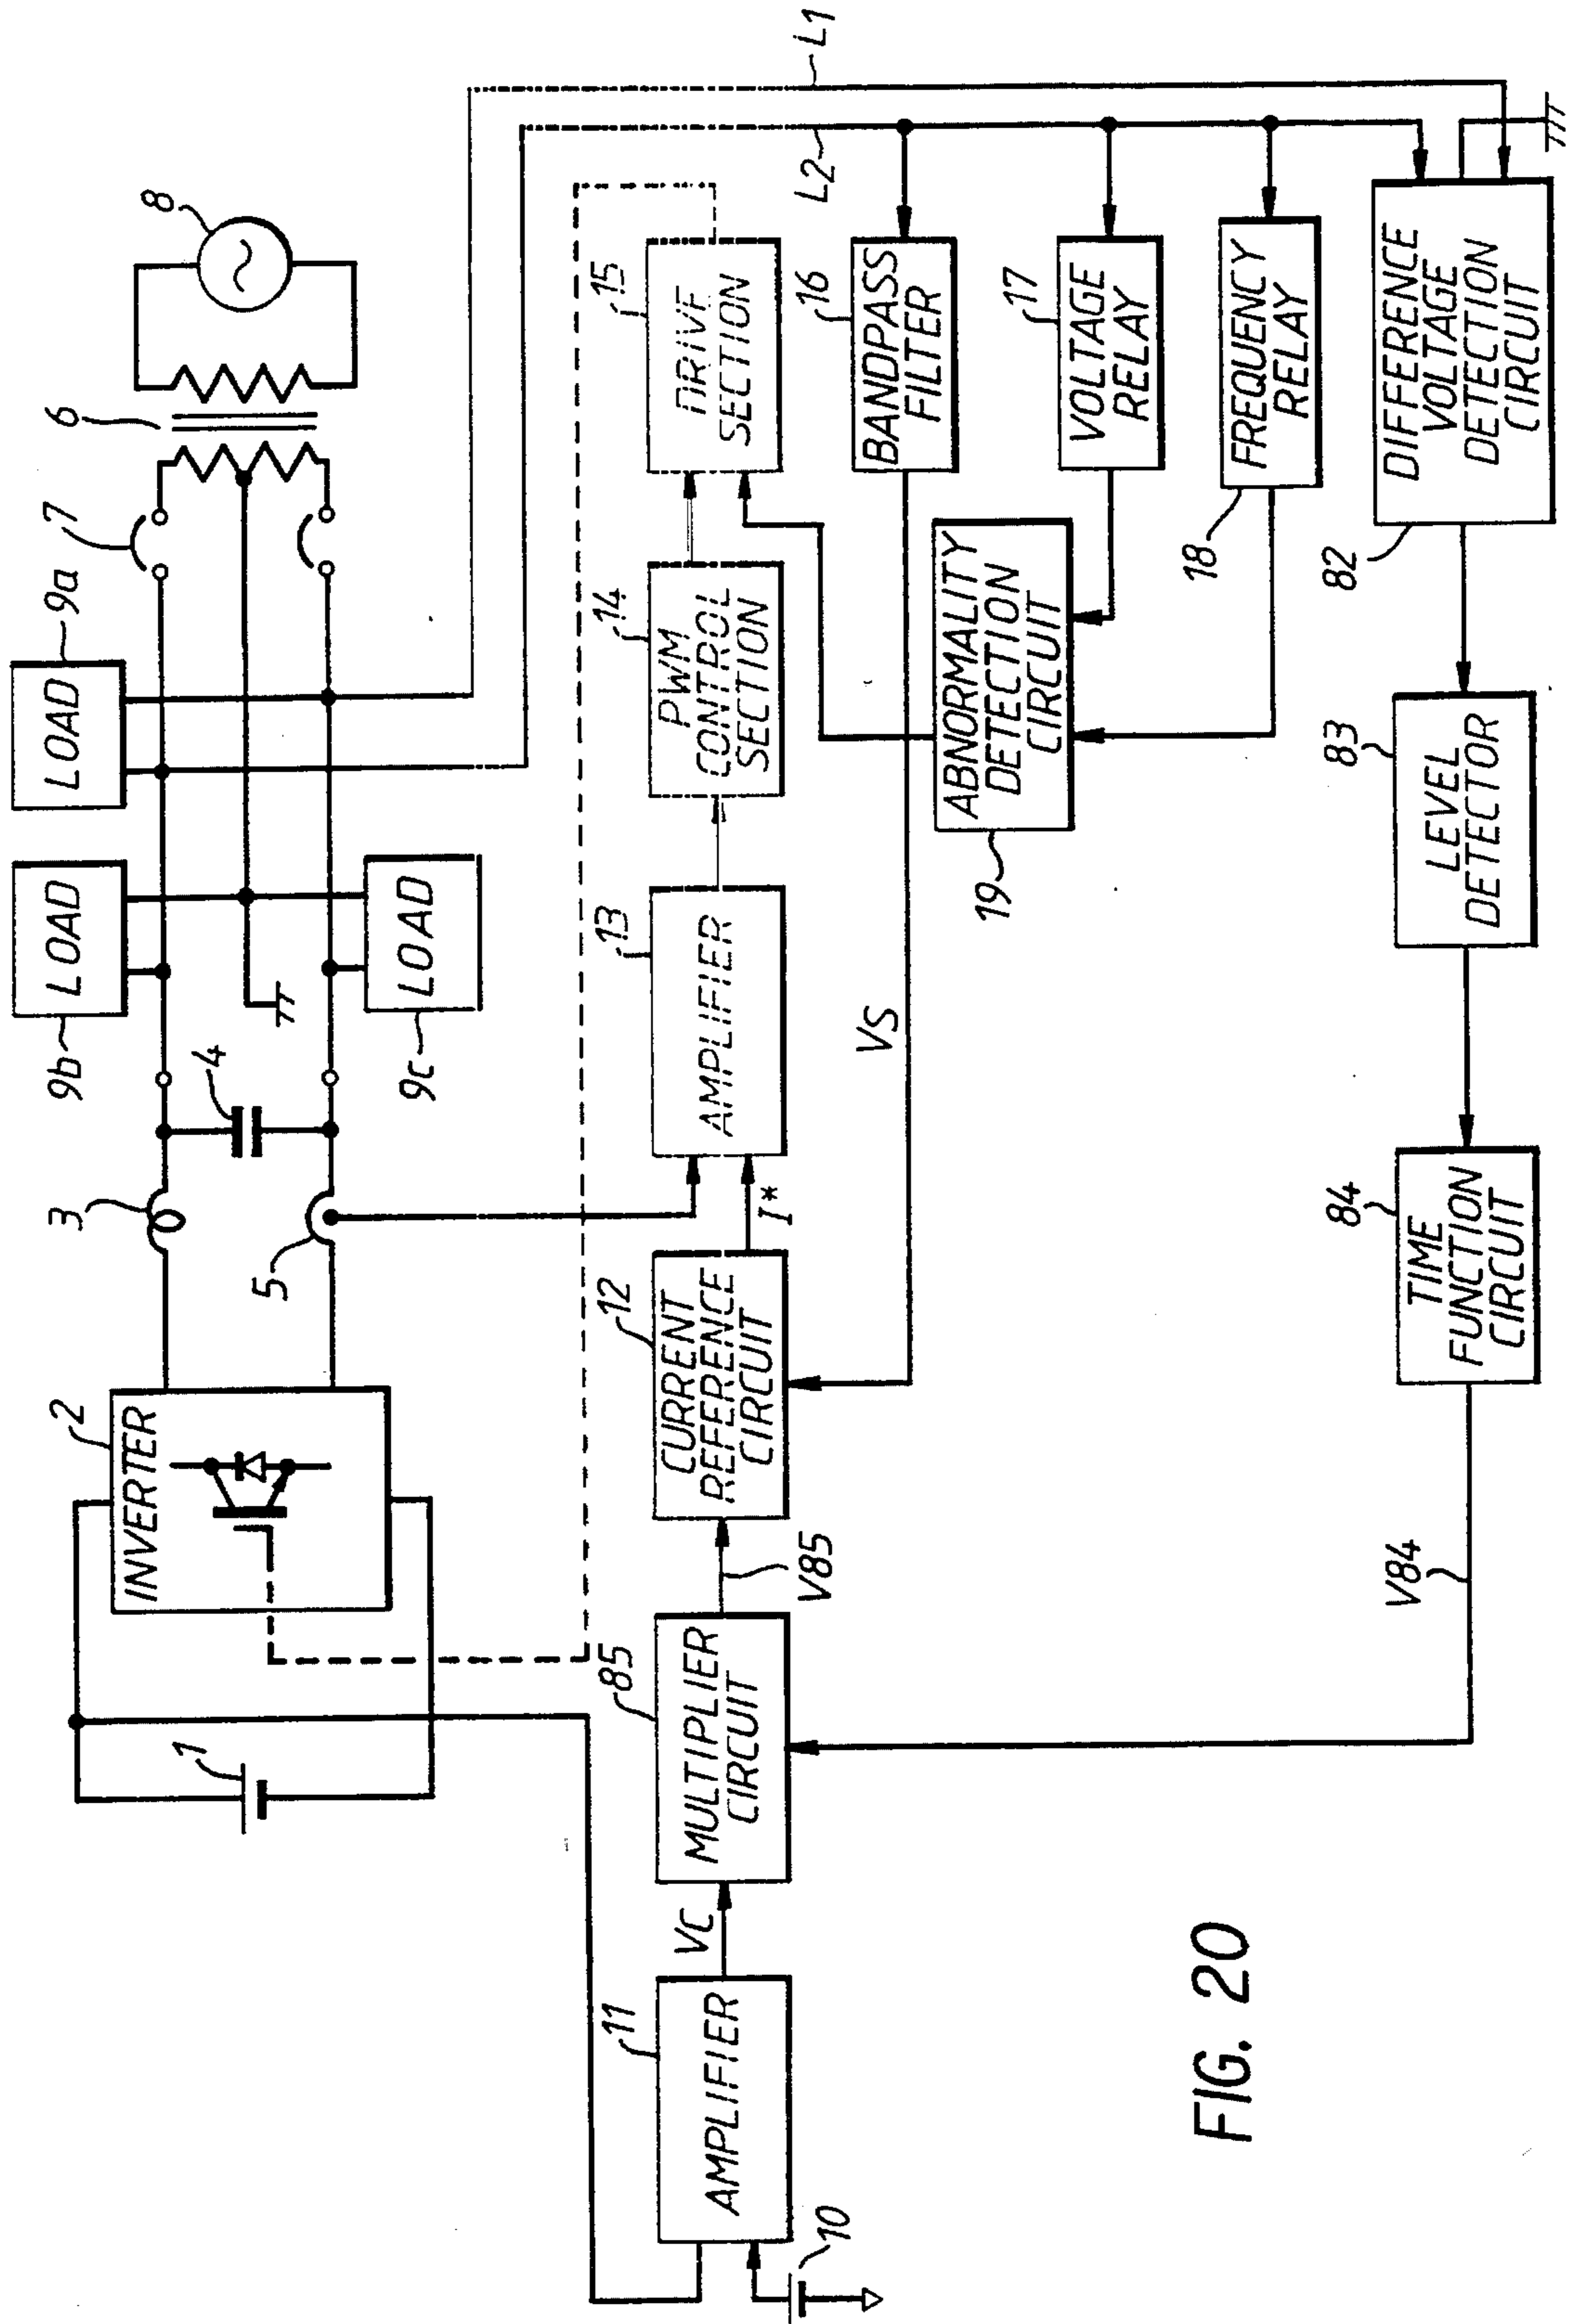 1
INVERTER
2
3
4
5
9b
LOAD
9c
LOAD
LOAD
9a
7
6
8
10
11
AMPLIFIER
VC
85
MULTIPLIER
CIRCUIT
V85
12
CURRENT
REFERENCE
CIRCUIT
I*
13
AMPLIFIER
14
PWM
CONTROL
SECTION
15
DRIVE
SECTION
VS
16
BANDPASS
FILTER
L2
L1
19
ABNORMALITY
DETECTION
CIRCUIT
17
VOLTAGE
RELAY
18
FREQUENCY
RELAY
V84
84
TIME
FUNCTION
CIRCUIT
83
LEVEL
DETECTOR
82
DIFFERENCE
VOLTAGE
DETECTION
CIRCUIT
FIG. 20